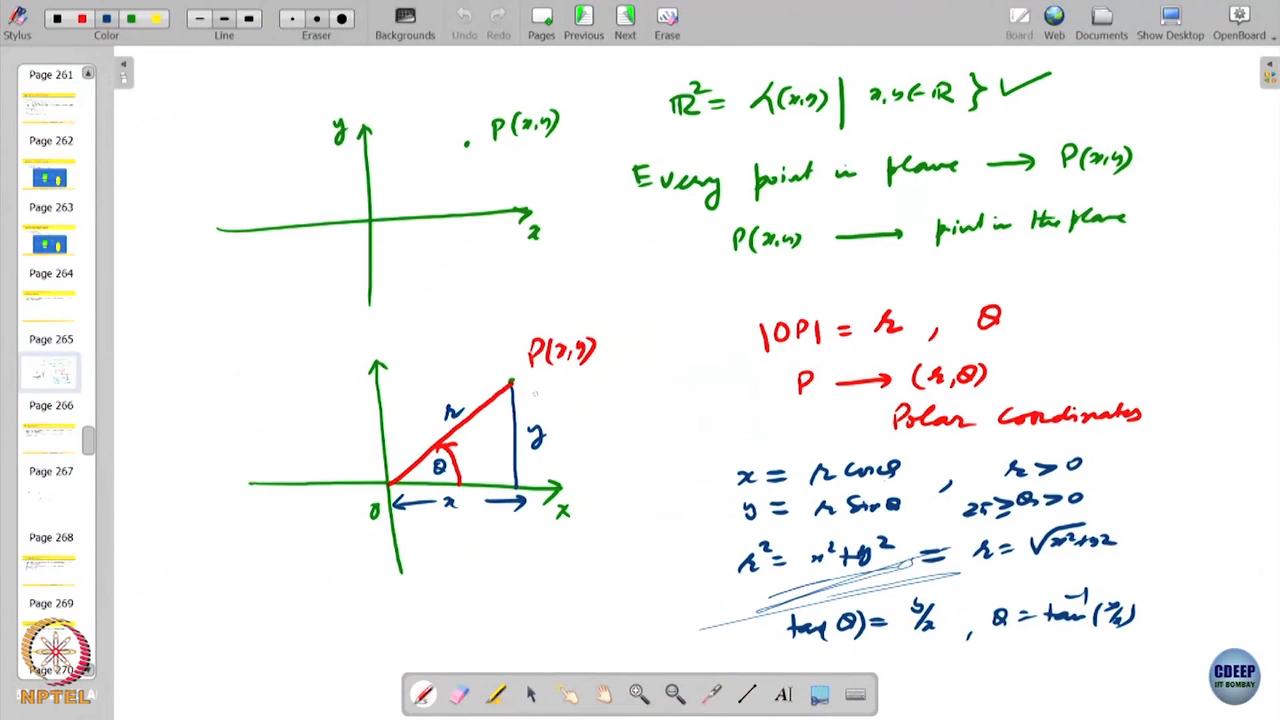 Stylus
Color
Line
Eraser
Backgrounds
Undo
Redo
Pages
Previous
Next
Erase
Board
Web
Documents
Show Desktop
OpenBoard
Page 261
Page 262
Page 263
Page 264
Page 265
Page 266
Page 267
Page 268
Page 269
Page 270
y
P(x,y)
x
ℝ² = {(x,y) | x,y ∈ ℝ} ✓
Every point in plane → P(x,y)
P(x,y) → point in the plane
P(x,y)
r
y
θ
0
x
x
|OP| = r , θ
P → (r,θ)
Polar coordinates
x = r cosθ , r > 0
y = r Sinθ 2π ≥ θ > 0
r² = x²+y² = r = √x²+y²
tan(θ) = y/x , θ = tan⁻¹(y/x)
NPTEL
CDEEP
IIT BOMBAY